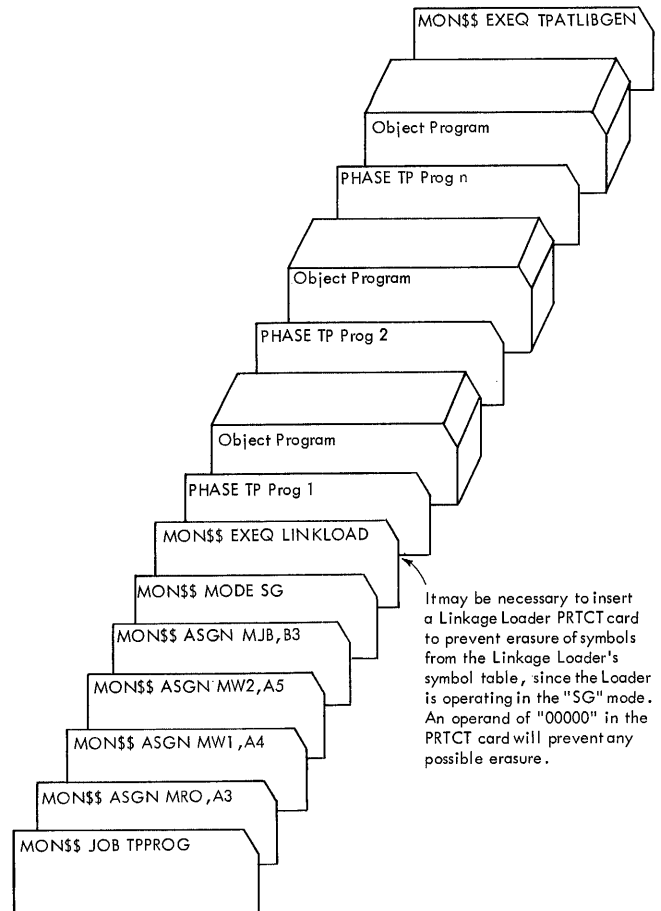 MON$$ EXEQ TPATLIBGEN
Object Program
PHASE TP Prog n
Object Program
PHASE TP Prog 2
Object Program
PHASE TP Prog 1
MON$$ EXEQ LINKLOAD
MON$$ MODE SG
MON$$ ASGN MJB,B3
MON$$ ASGN MW2,A5
MON$$ ASGN MW1,A4
MON$$ ASGN MRO,A3
MON$$ JOB TPPROG
It may be necessary to insert
a Linkage Loader PRTCT card
to prevent erasure of symbols
from the Linkage Loader's
symbol table, since the Loader
is operating in the "SG" mode.
An operand of "00000" in the
PRTCT card will prevent any
possible erasure.